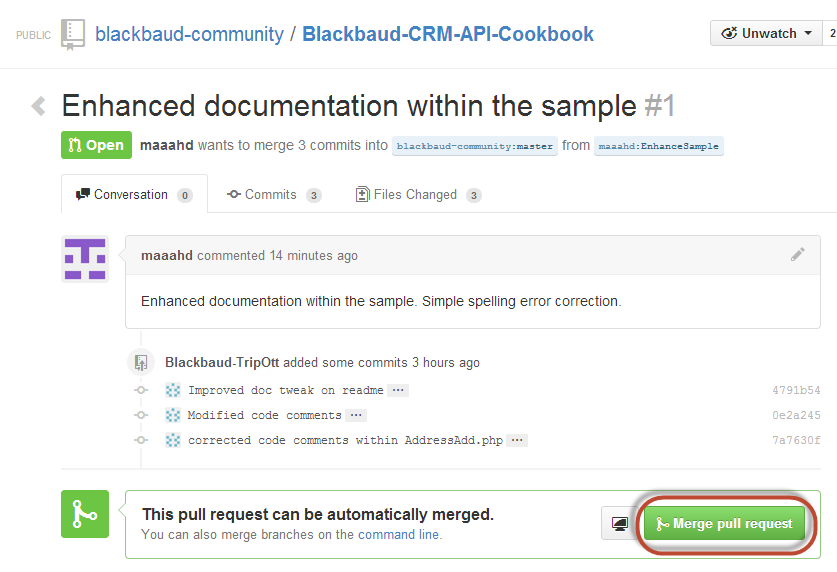 PUBLIC blackbaud-community / Blackbaud-CRM-API-Cookbook Unwatch 2
Enhanced documentation within the sample #1
Open maaahd wants to merge 3 commits into blackbaud-community:master from maaahd:EnhanceSample
Conversation 0 Commits 3 Files Changed 3
maaahd commented 14 minutes ago
Enhanced documentation within the sample. Simple spelling error correction.
Blackbaud-TripOtt added some commits 3 hours ago
Improved doc tweak on readme ··· 4791b54
Modified code comments ··· 0e2a245
corrected code comments within AddressAdd.php ··· 7a7630f
This pull request can be automatically merged.
You can also merge branches on the command line.
Merge pull request